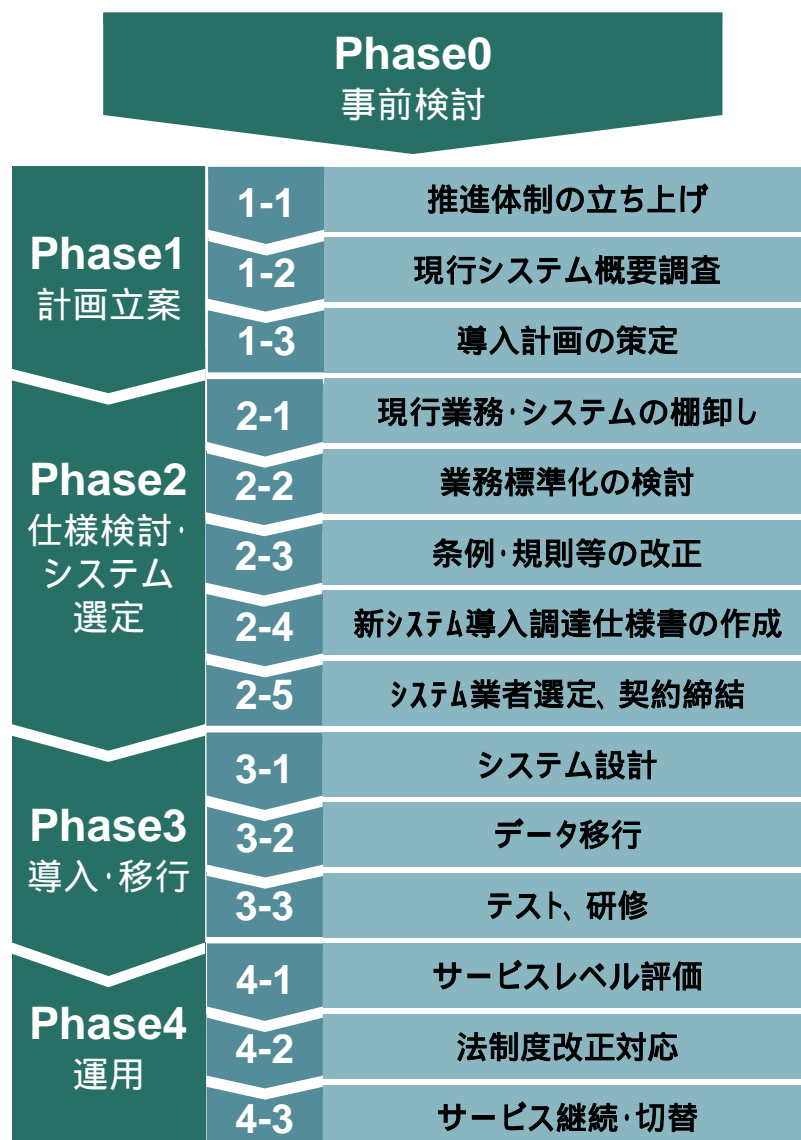 Phase0
事前検討
Phase1
計画立案
1-1 推進体制の立ち上げ
1-2 現行システム概要調査
1-3 導入計画の策定
Phase2
仕様検討・
システム
選定
2-1 現行業務・システムの棚卸し
2-2 業務標準化の検討
2-3 条例・規則等の改正
2-4 新システム導入調達仕様書の作成
2-5 システム業者選定、契約締結
Phase3
導入・移行
3-1 システム設計
3-2 データ移行
3-3 テスト、研修
Phase4
運用
4-1 サービスレベル評価
4-2 法制度改正対応
4-3 サービス継続・切替